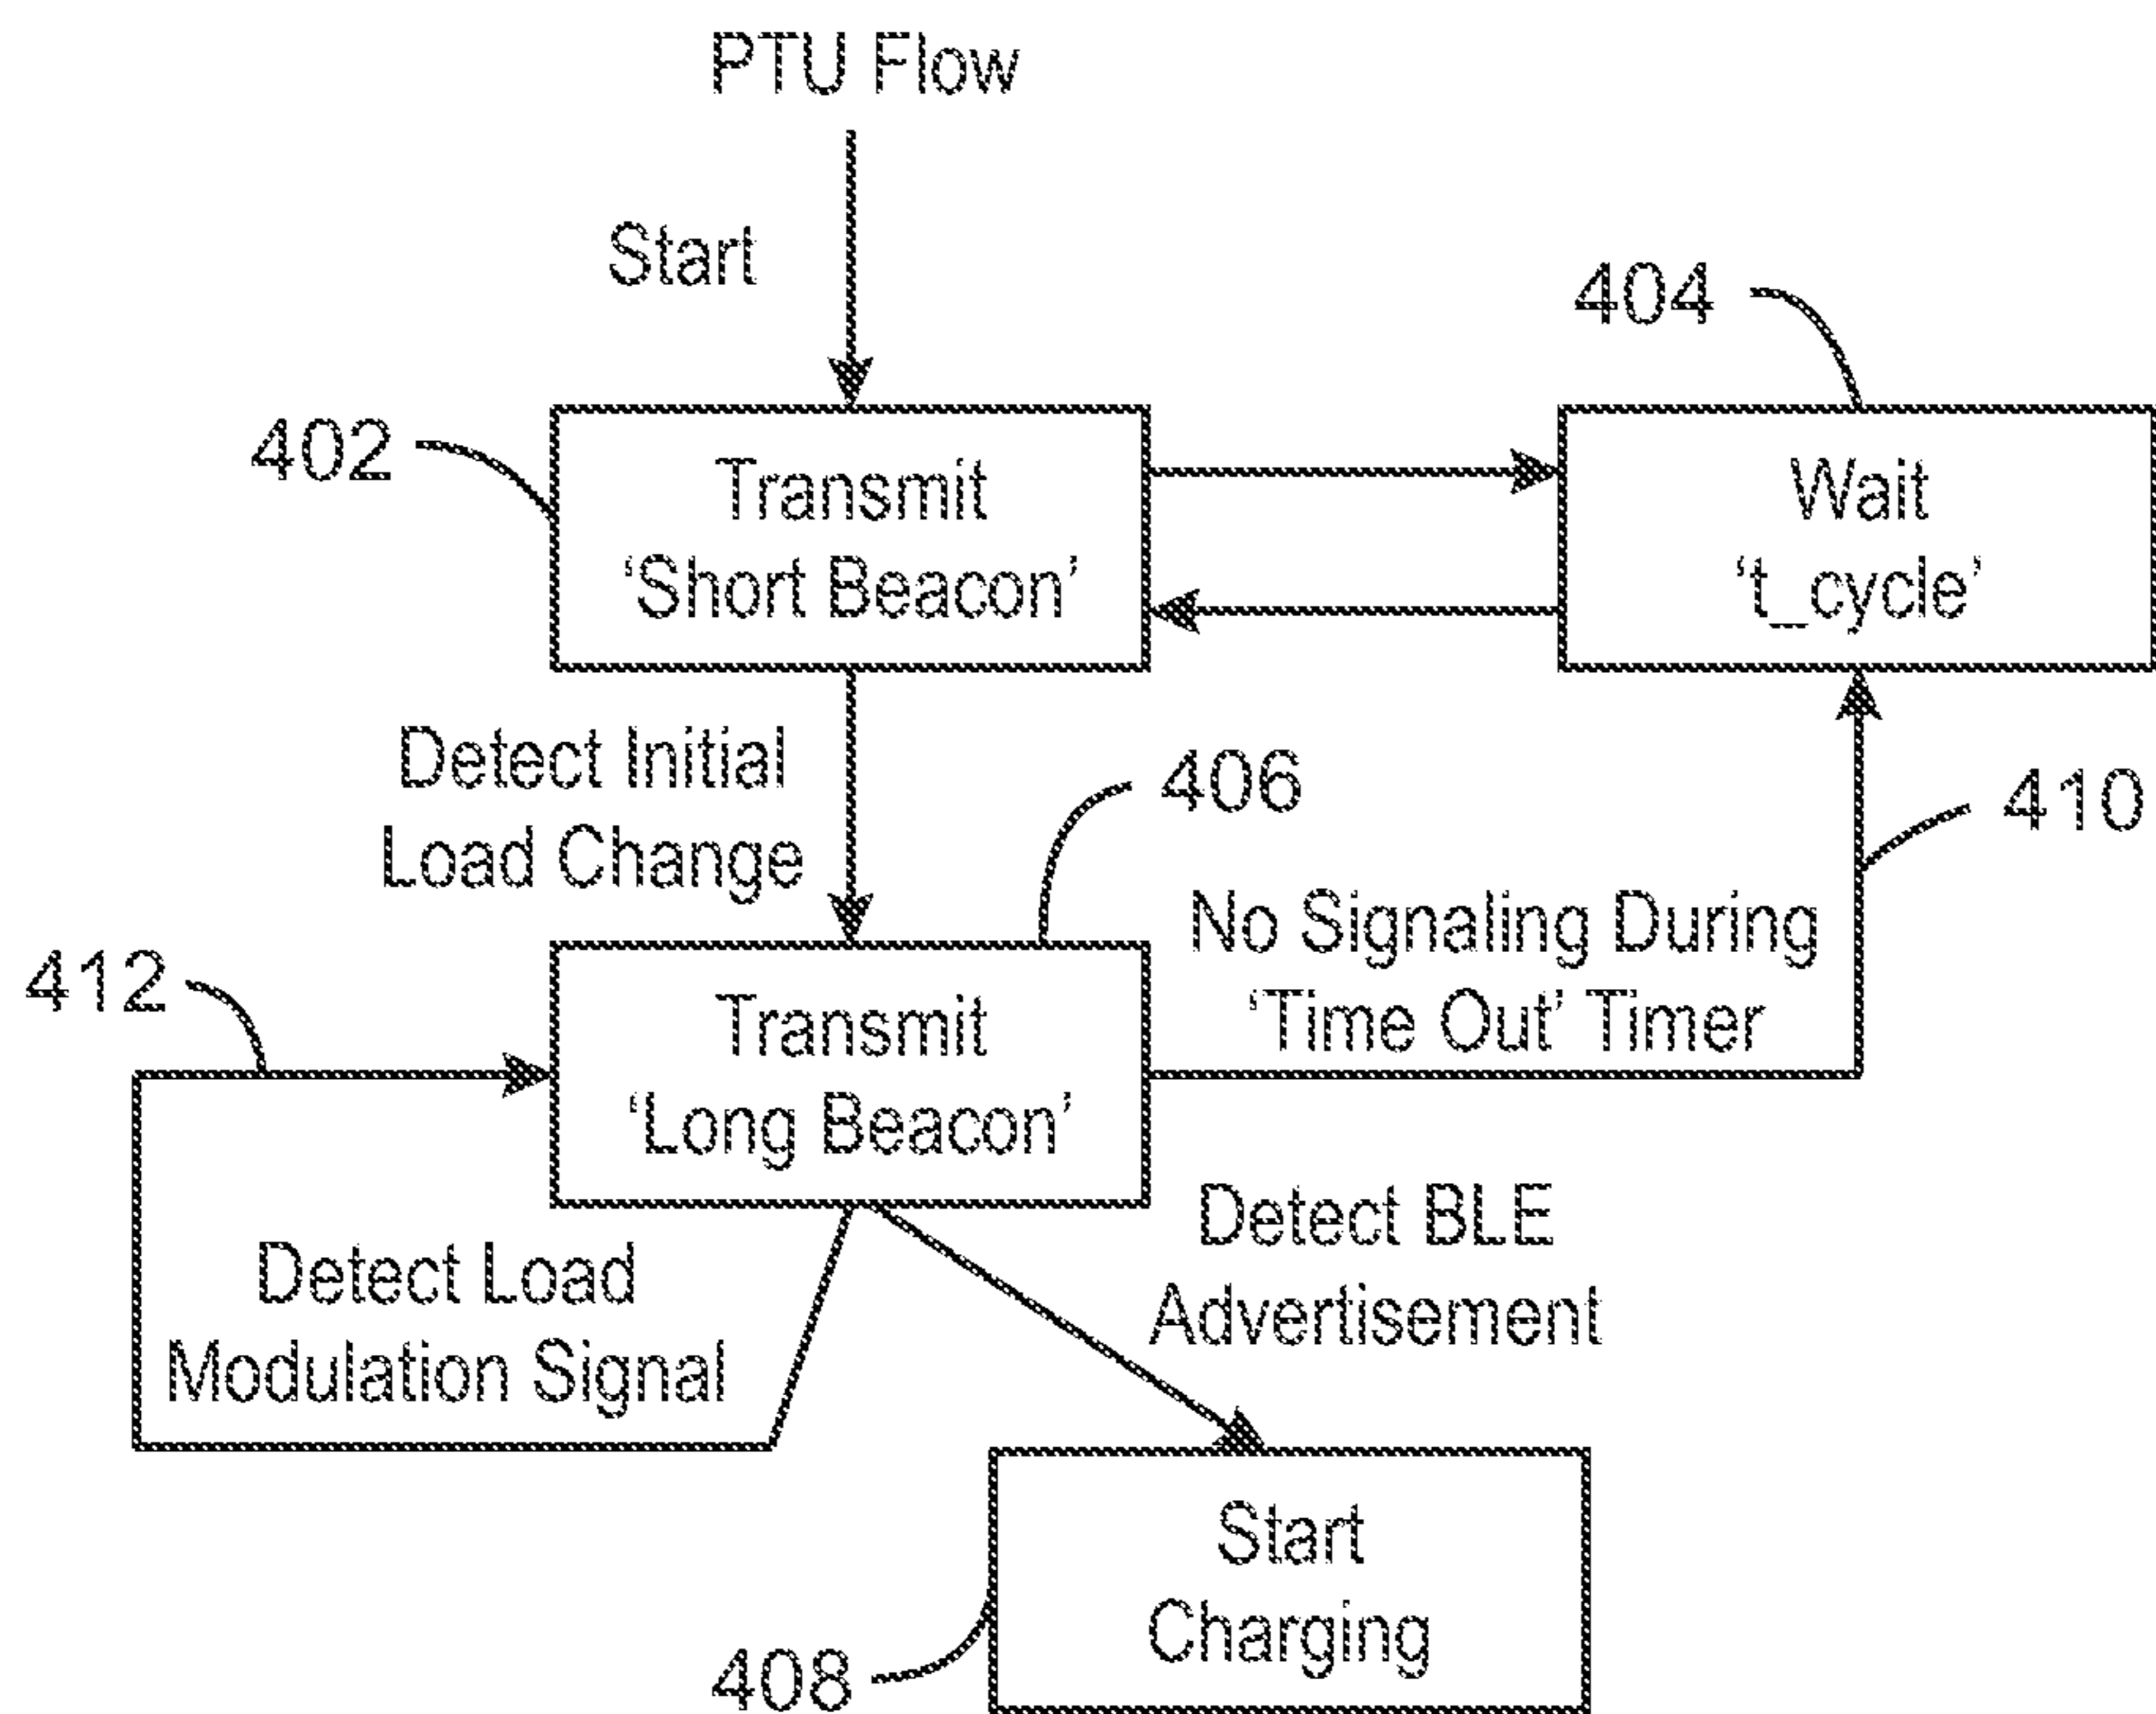 PTU Flow
Start
404
402
Transmit
‘Short Beacon’
Wait
‘t_cycle’
Detect Initial
Load Change
406
410
No Signaling During
‘Time Out’ Timer
412
Transmit
‘Long Beacon’
Detect BLE
Advertisement
Detect Load
Modulation Signal
Start
Charging
408